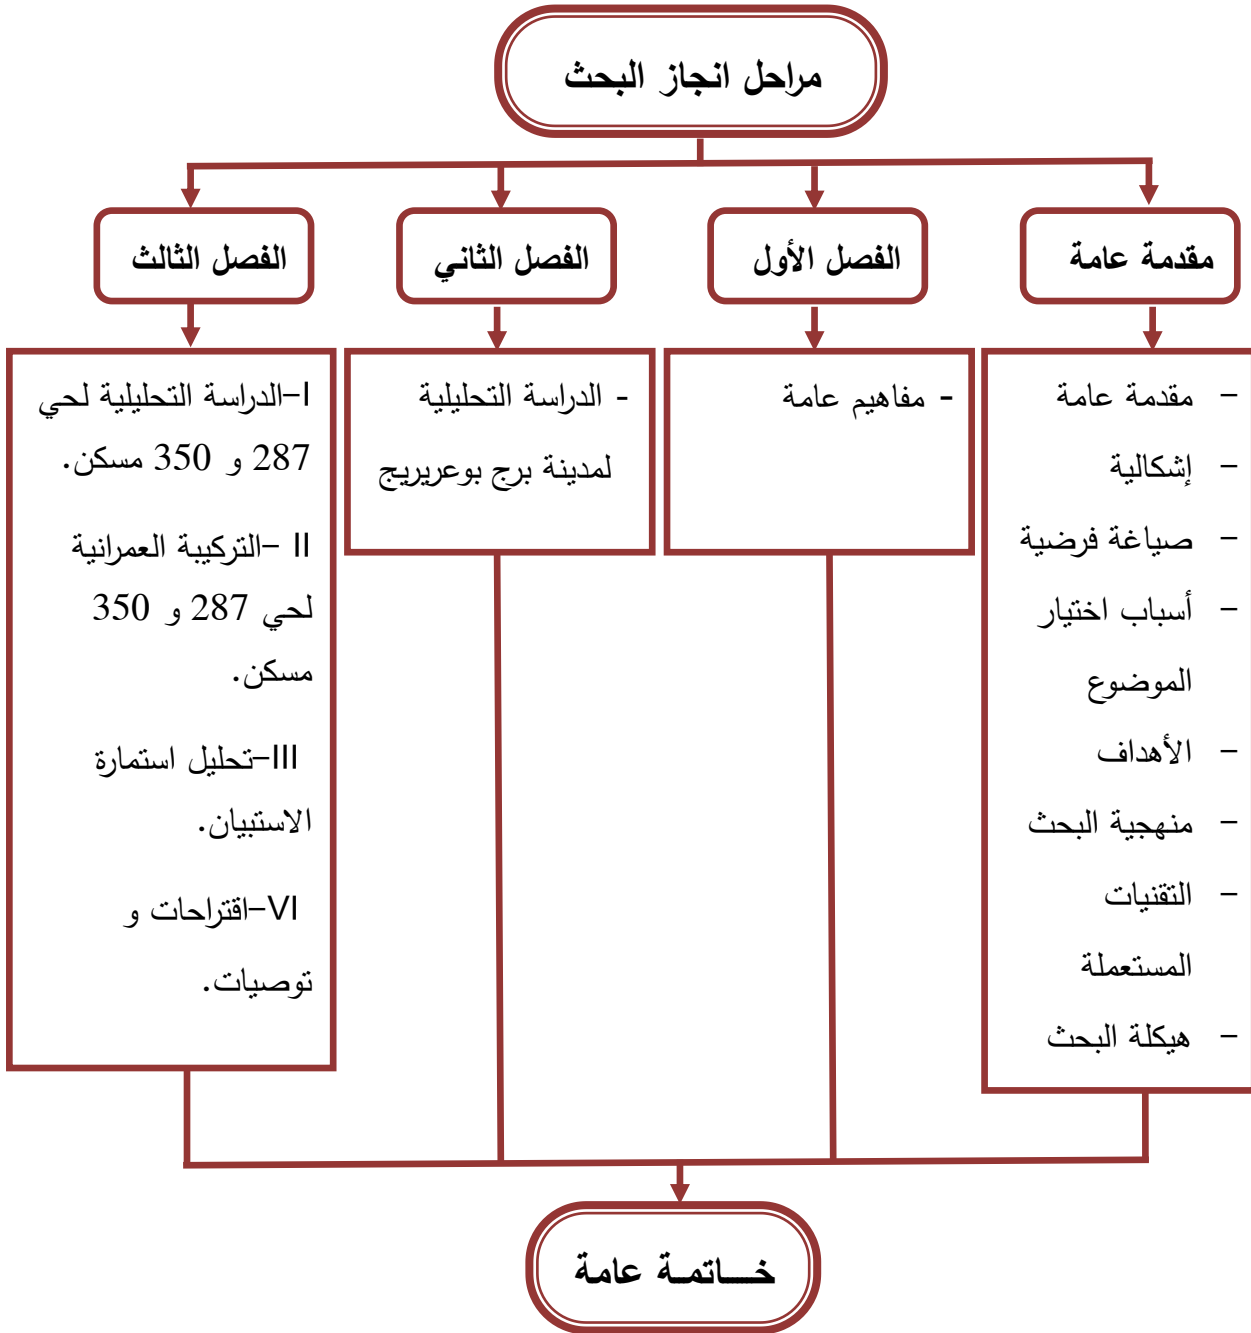 مراحل انجاز البحث
مقدمة عامة
الفصل الأول
الفصل الثاني
الفصل الثالث
- مقدمة عامة
- إشكالية
- صياغة فرضية
- أسباب اختيار
الموضوع
- الأهداف
- منهجية البحث
- التقنيات
المستعملة
- هيكلة البحث
- مفاهيم عامة
- الدراسة التحليلية
لمدينة برج بوعريريج
I-الدراسة التحليلية لحي
287 و 350 مسكن.
II -التركيبة العمرانية
لحي 287 و 350
مسكن.
III-تحليل استمارة
الاستبيان.
VI-اقتراحات و
توصيات.
خــاتمـة عامة